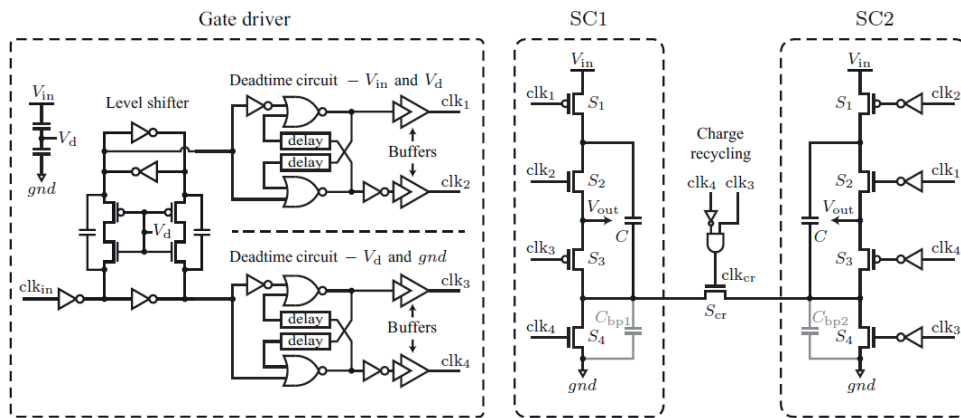 Gate driver
SC1
SC2
V_in
V_d
gnd
Level shifter
V_d
clk_in
Deadtime circuit – V_in and V_d
delay
delay
clk_1
Buffers
clk_2
Deadtime circuit – V_d and gnd
delay
delay
clk_3
Buffers
clk_4
V_in
clk_1
S_1
clk_2
S_2
V_out
C
clk_3
S_3
clk_4
S_4
C_bp1
gnd
Charge
recycling
clk_4
clk_3
clk_cr
S_cr
V_in
S_1
clk_2
S_2
clk_1
V_out
C
S_3
clk_4
C_bp2
S_4
clk_3
gnd